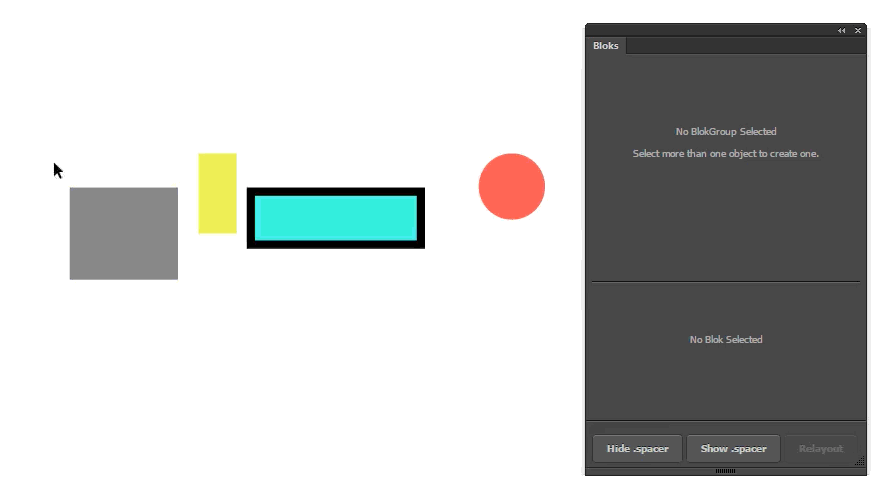 Bloks
No BlokGroup Selected
Select more than one object to create one.
No Blok Selected
Hide .spacer Show .spacer Relayout